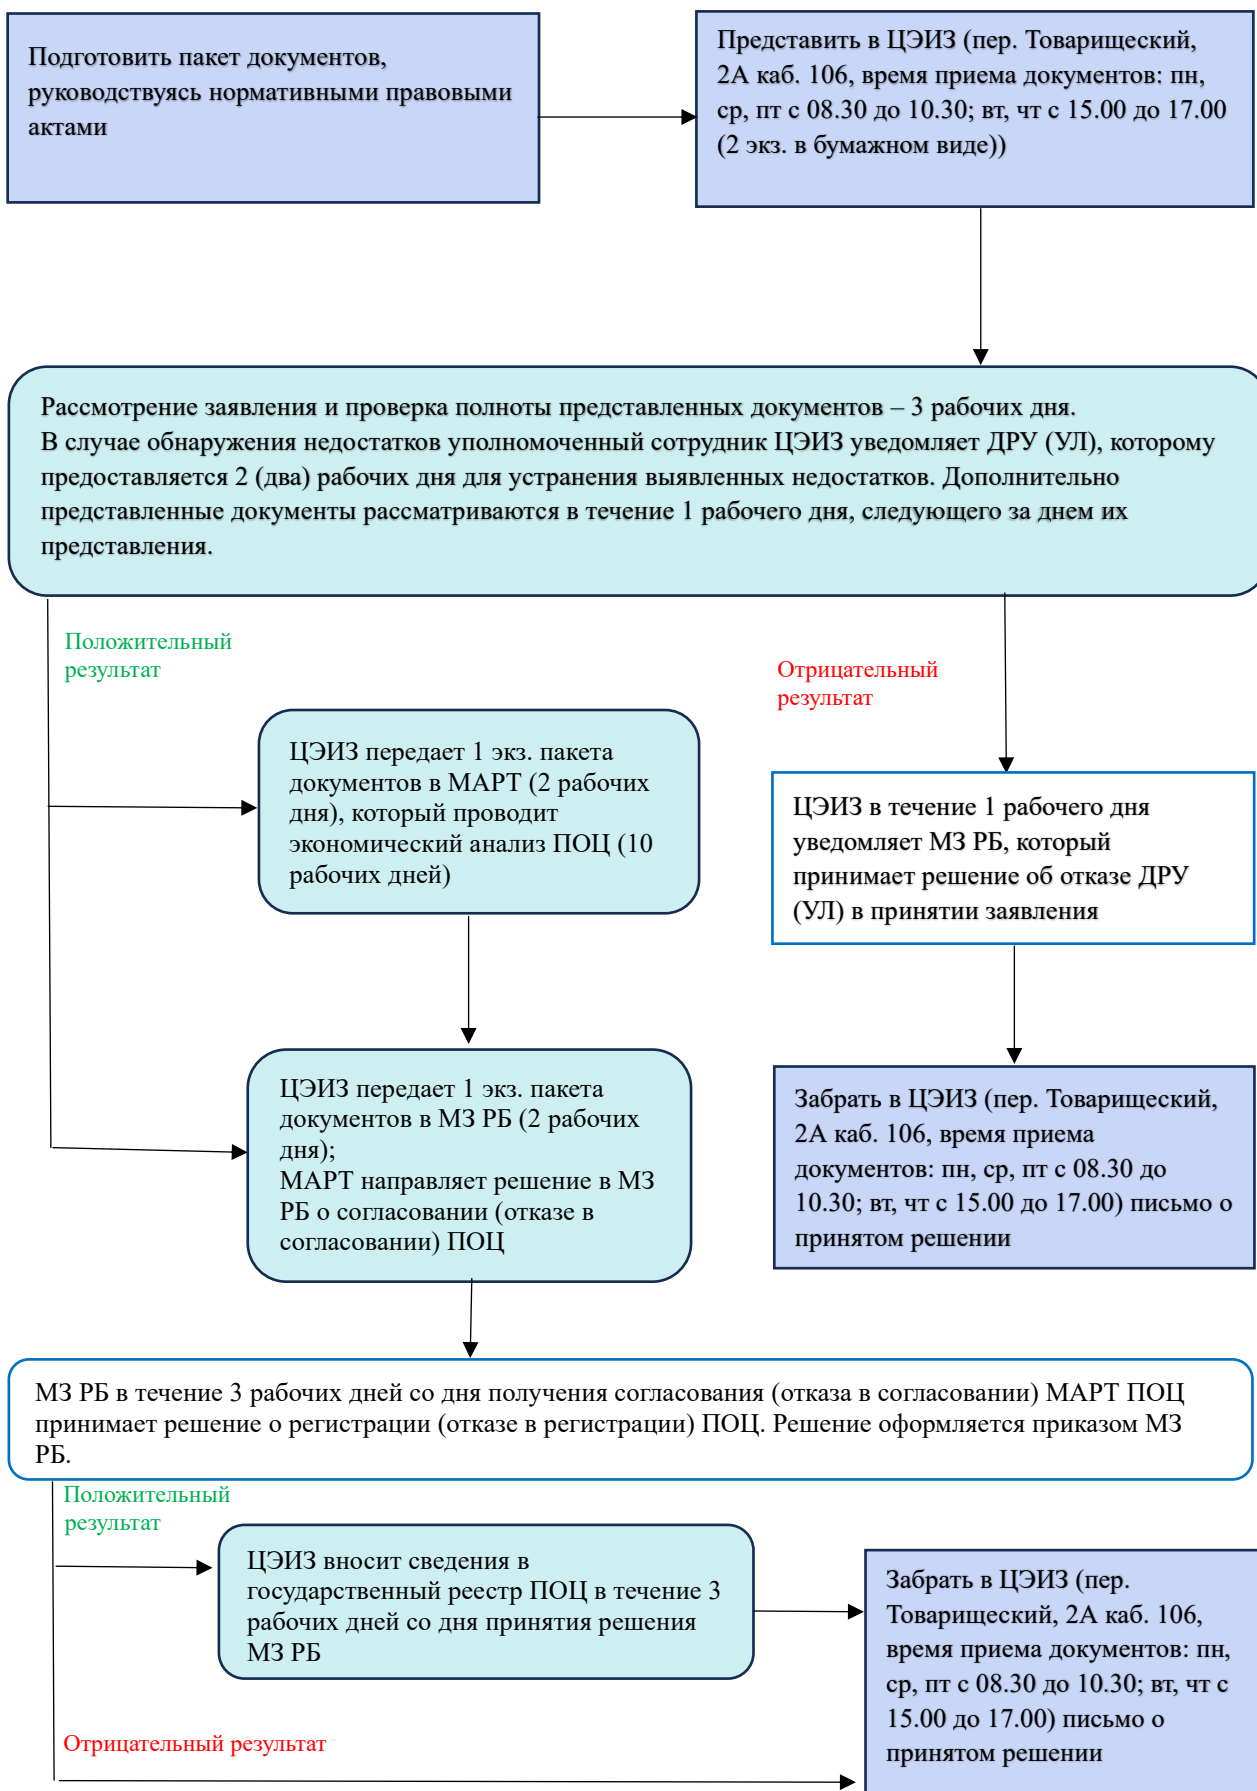 Подготовить пакет документов,
руководствуясь нормативными правовыми
актами
Представить в ЦЭИЗ (пер. Товарищеский,
2А каб. 106, время приема документов: пн,
ср, пт с 08.30 до 10.30; вт, чт с 15.00 до 17.00
(2 экз. в бумажном виде))
Рассмотрение заявления и проверка полноты представленных документов – 3 рабочих дня.
В случае обнаружения недостатков уполномоченный сотрудник ЦЭИЗ уведомляет ДРУ (УЛ), которому
предоставляется 2 (два) рабочих дня для устранения выявленных недостатков. Дополнительно
представленные документы рассматриваются в течение 1 рабочего дня, следующего за днем их
представления.
Положительный
результат
Отрицательный
результат
ЦЭИЗ передает 1 экз. пакета
документов в МАРТ (2 рабочих
дня), который проводит
экономический анализ ПОЦ (10
рабочих дней)
ЦЭИЗ в течение 1 рабочего дня
уведомляет МЗ РБ, который
принимает решение об отказе ДРУ
(УЛ) в принятии заявления
ЦЭИЗ передает 1 экз. пакета
документов в МЗ РБ (2 рабочих
дня);
МАРТ направляет решение в МЗ
РБ о согласовании (отказе в
согласовании) ПОЦ
Забрать в ЦЭИЗ (пер. Товарищеский,
2А каб. 106, время приема
документов: пн, ср, пт с 08.30 до
10.30; вт, чт с 15.00 до 17.00) письмо о
принятом решении
МЗ РБ в течение 3 рабочих дней со дня получения согласования (отказа в согласовании) МАРТ ПОЦ
принимает решение о регистрации (отказе в регистрации) ПОЦ. Решение оформляется приказом МЗ
РБ.
Положительный
результат
ЦЭИЗ вносит сведения в
государственный реестр ПОЦ в течение 3
рабочих дней со дня принятия решения
МЗ РБ
Забрать в ЦЭИЗ (пер.
Товарищеский, 2А каб. 106,
время приема документов: пн,
ср, пт с 08.30 до 10.30; вт, чт с
15.00 до 17.00) письмо о
принятом решении
Отрицательный результат